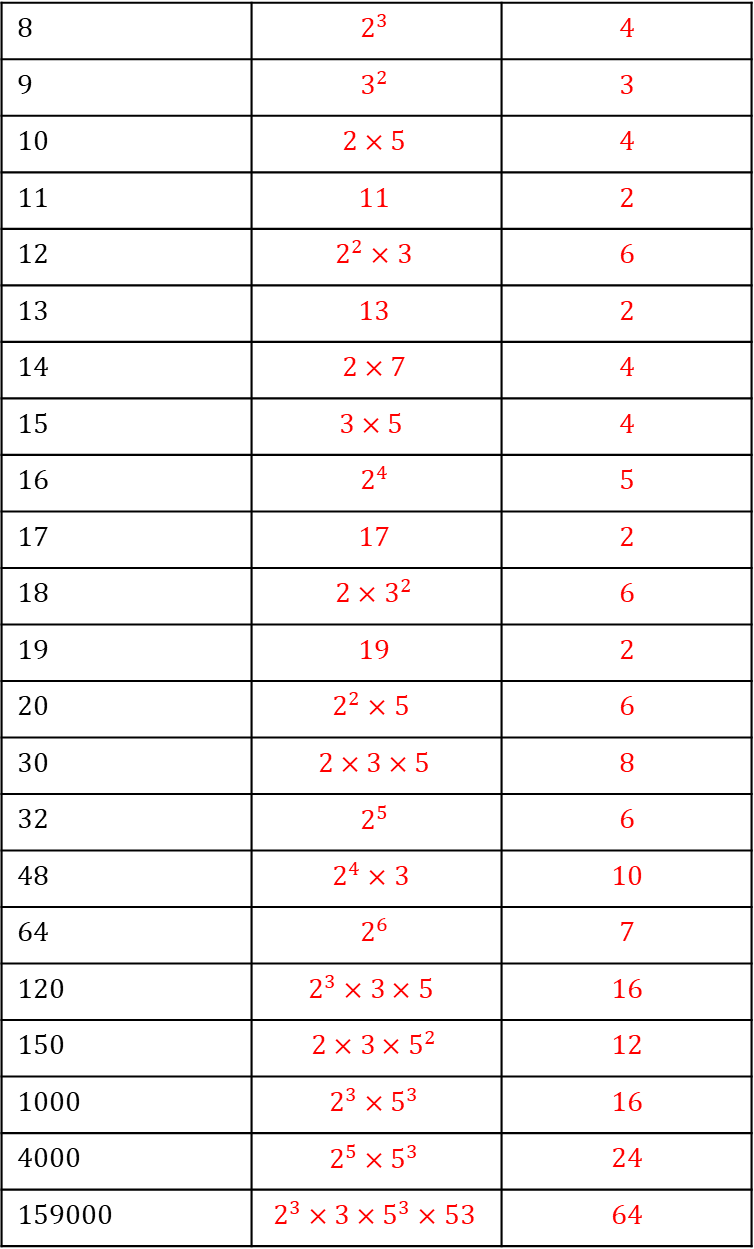 8 2³ 4
9 3² 3
10 2 × 5 4
11 11 2
12 2² × 3 6
13 13 2
14 2 × 7 4
15 3 × 5 4
16 2⁴ 5
17 17 2
18 2 × 3² 6
19 19 2
20 2² × 5 6
30 2 × 3 × 5 8
32 2⁵ 6
48 2⁴ × 3 10
64 2⁶ 7
120 2³ × 3 × 5 16
150 2 × 3 × 5² 12
1000 2³ × 5³ 16
4000 2⁵ × 5³ 24
159000 2³ × 3 × 5³ × 53 64